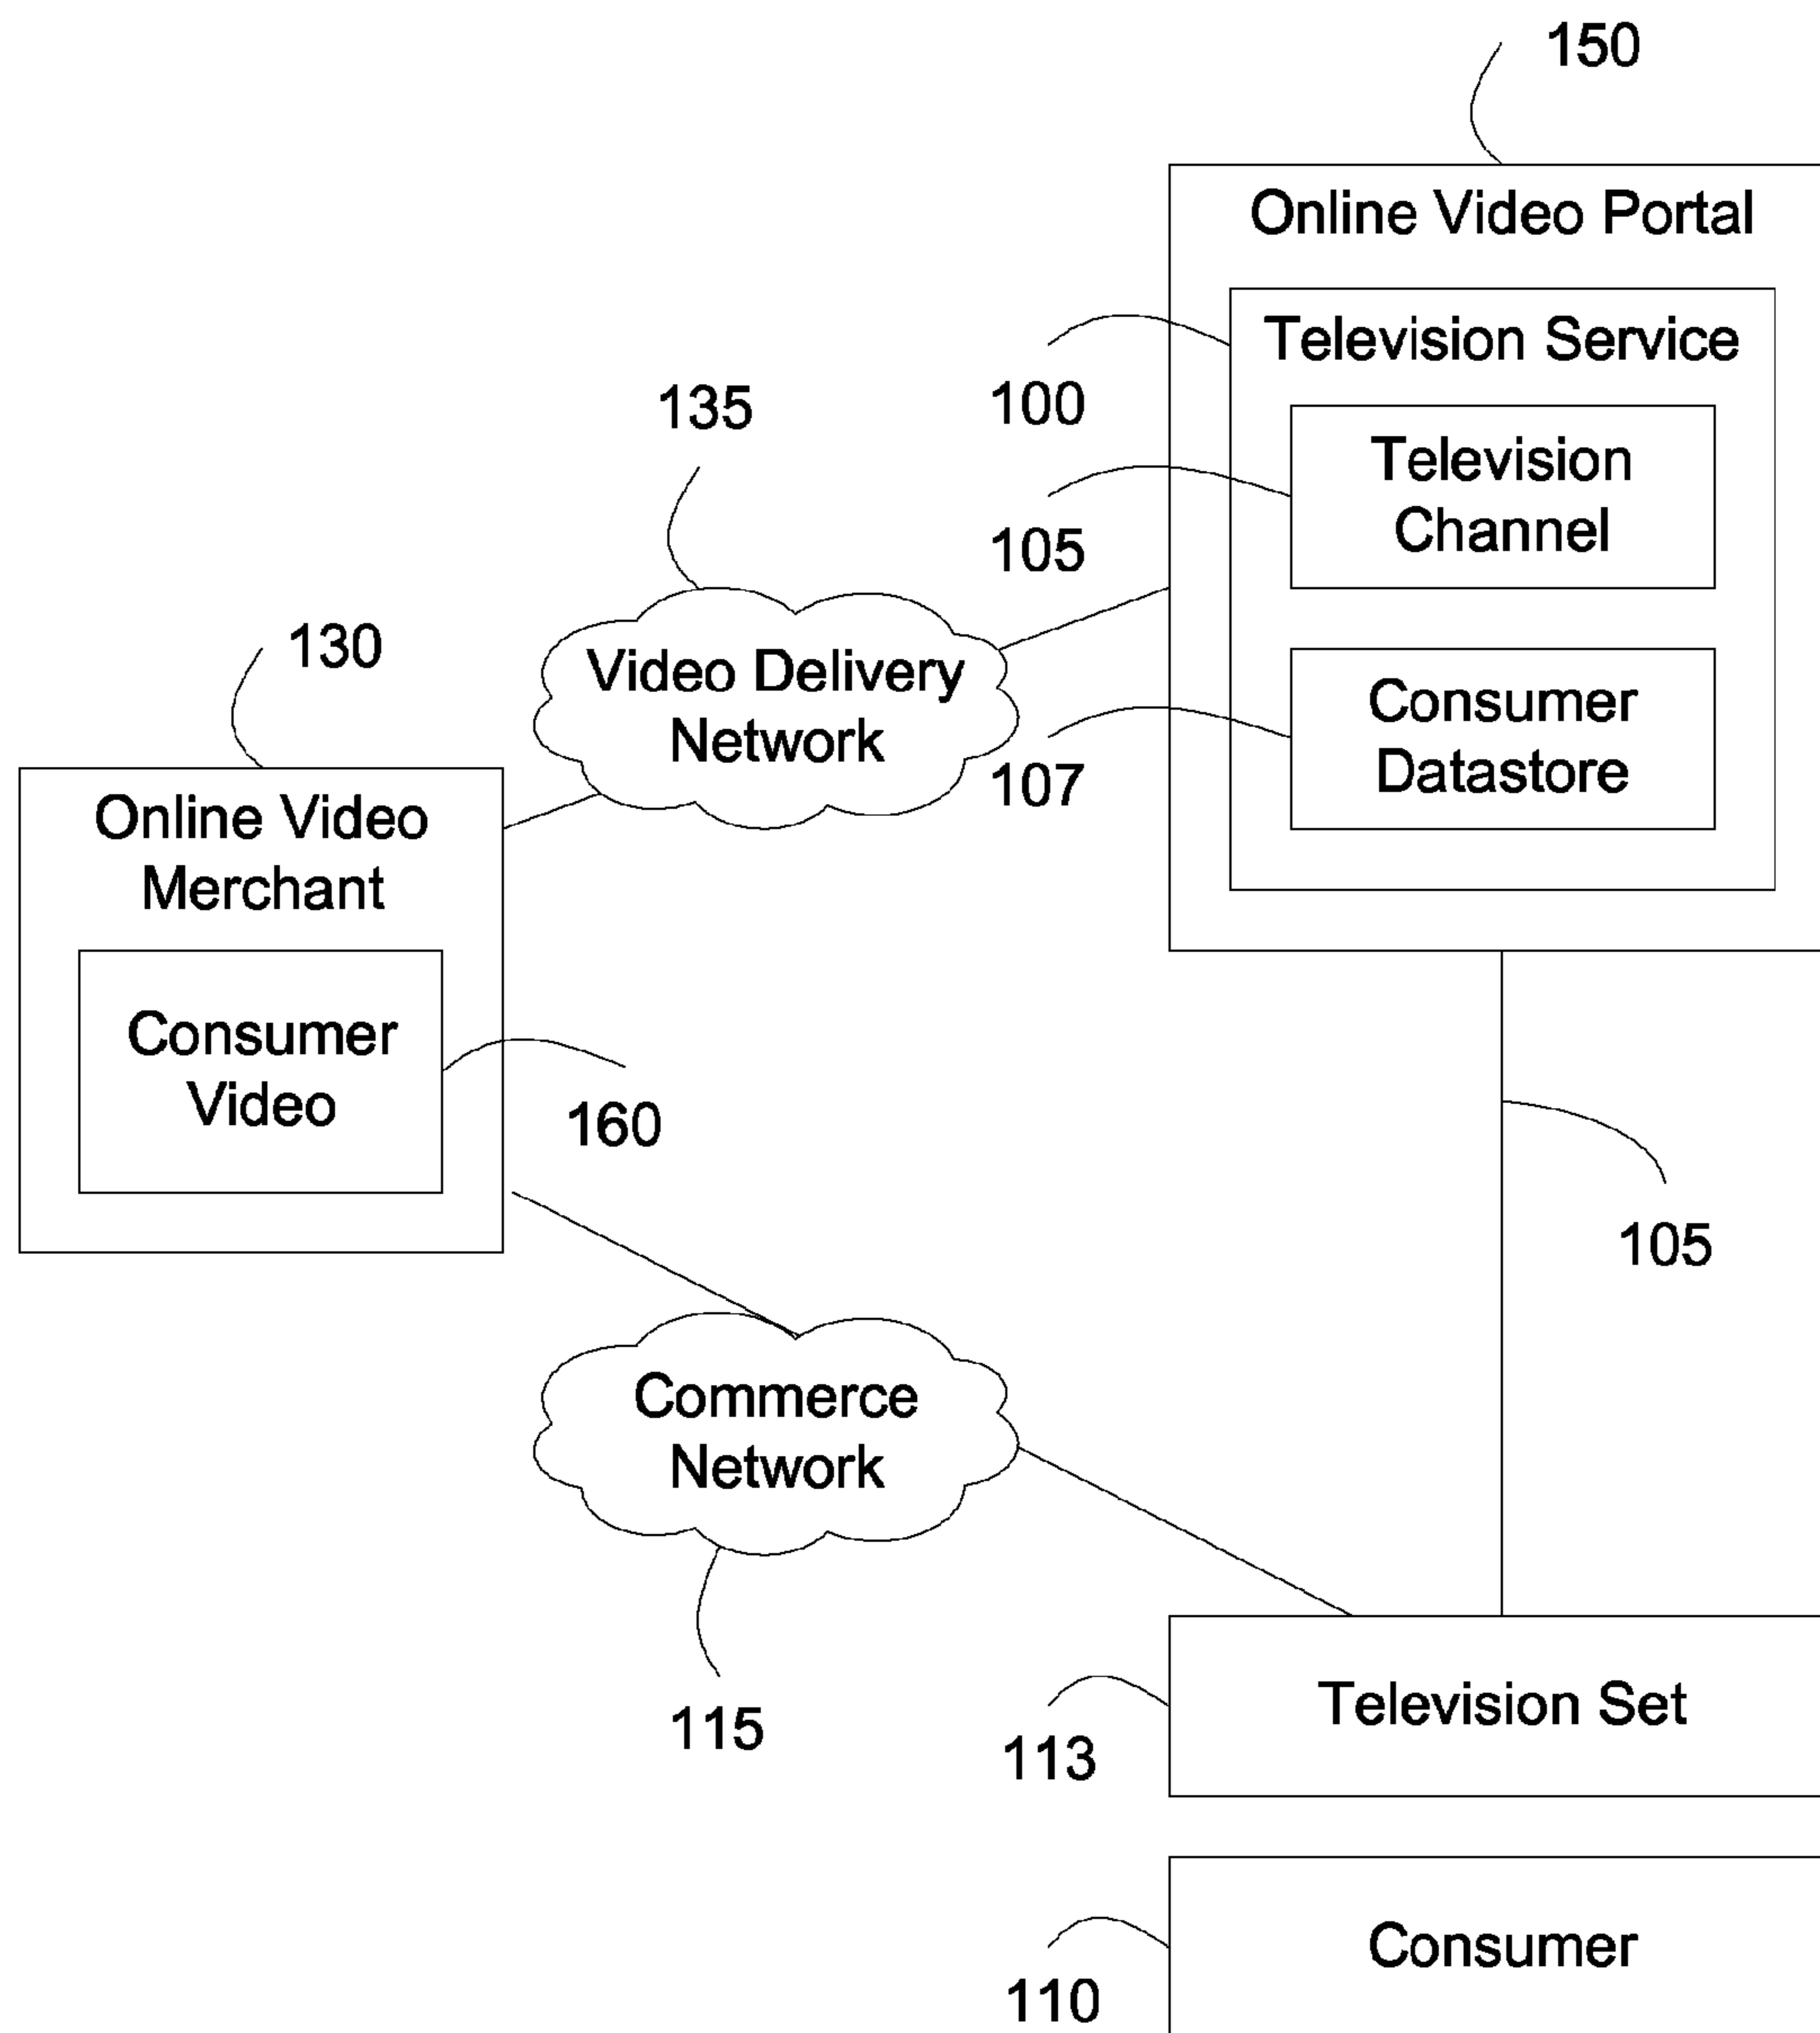 150
Online Video Portal
100
Television Service
135
105
Television
Channel
130
Video Delivery
Network
107
Consumer
Datastore
Online Video
Merchant
Consumer
Video
160
105
Commerce
Network
115
113
Television Set
110
Consumer